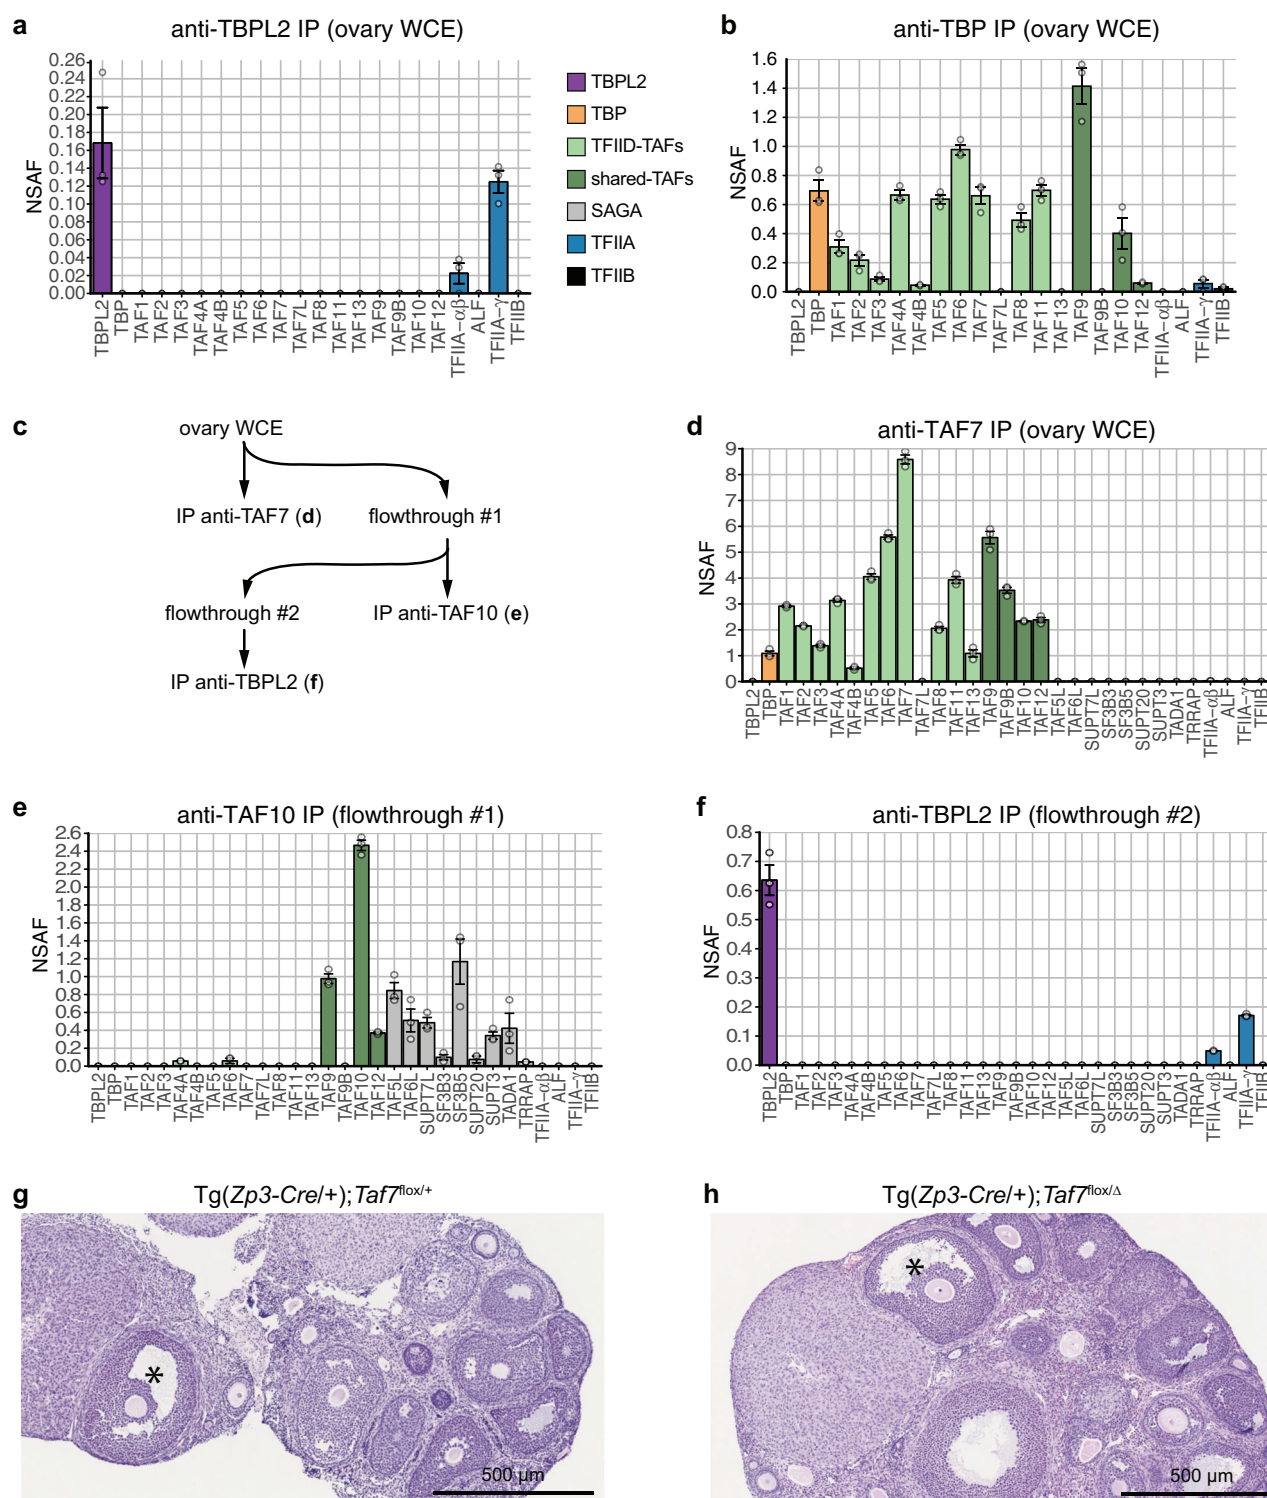 a
anti-TBPL2 IP (ovary WCE)
NSAF
0.26
0.24
0.22
0.20
0.18
0.16
0.14
0.12
0.10
0.08
0.06
0.04
0.02
0.00
TBPL2
TBP
TAF1
TAF2
TAF3
TAF4A
TAF4B
TAF5
TAF6
TAF7
TAF7L
TAF8
TAF11
TAF13
TAF9
TAF9B
TAF10
TAF12
TFIIA-αβ
ALF
TFIIA-γ
TFIIB
TBPL2
TBP
TFIID-TAFs
shared-TAFs
SAGA
TFIIA
TFIIB
b
anti-TBP IP (ovary WCE)
NSAF
1.6
1.4
1.2
1.0
0.8
0.6
0.4
0.2
0.0
TBPL2
TBP
TAF1
TAF2
TAF3
TAF4A
TAF4B
TAF5
TAF6
TAF7
TAF7L
TAF8
TAF11
TAF13
TAF9
TAF9B
TAF10
TAF12
TFIIA-αβ
ALF
TFIIA-γ
TFIIB
c
ovary WCE
IP anti-TAF7 (d)
flowthrough #1
flowthrough #2
IP anti-TAF10 (e)
IP anti-TBPL2 (f)
d
anti-TAF7 IP (ovary WCE)
NSAF
9
8
7
6
5
4
3
2
1
0
TBPL2
TBP
TAF1
TAF2
TAF3
TAF4A
TAF4B
TAF5
TAF6
TAF7
TAF7L
TAF8
TAF11
TAF13
TAF9
TAF9B
TAF10
TAF12
TAF5L
TAF6L
SUPT7L
SF3B3
SF3B5
SUPT20
SUPT3
TADA1
TRRAP
TFIIA-αβ
ALF
TFIIA-γ
TFIIB
e
anti-TAF10 IP (flowthrough #1)
NSAF
2.6
2.4
2.2
2.0
1.8
1.6
1.4
1.2
1.0
0.8
0.6
0.4
0.2
0.0
TBPL2
TBP
TAF1
TAF2
TAF3
TAF4A
TAF4B
TAF5
TAF6
TAF7
TAF7L
TAF8
TAF11
TAF13
TAF9
TAF9B
TAF10
TAF12
TAF5L
TAF6L
SUPT7L
SF3B3
SF3B5
SUPT20
SUPT3
TADA1
TRRAP
TFIIA-αβ
ALF
TFIIA-γ
TFIIB
f
anti-TBPL2 IP (flowthrough #2)
NSAF
0.8
0.7
0.6
0.5
0.4
0.3
0.2
0.1
0.0
TBPL2
TBP
TAF1
TAF2
TAF3
TAF4A
TAF4B
TAF5
TAF6
TAF7
TAF7L
TAF8
TAF11
TAF13
TAF9
TAF9B
TAF10
TAF12
TAF5L
TAF6L
SUPT7L
SF3B3
SF3B5
SUPT20
SUPT3
TADA1
TRRAP
TFIIA-αβ
ALF
TFIIA-γ
TFIIB
g
Tg(Zp3-Cre/+);Taf7flox/+
*
500 µm
h
Tg(Zp3-Cre/+);Taf7flox/Δ
*
500 µm